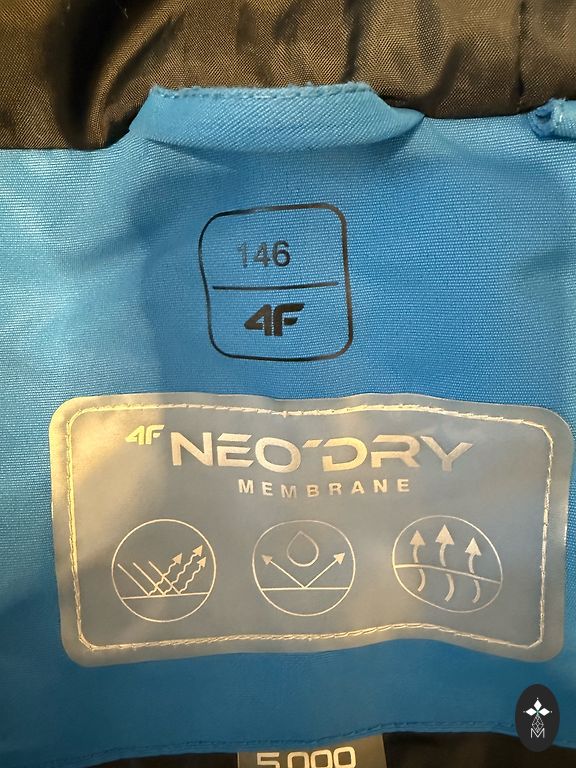 146
4F
4F NEO'DRY
MEMBRANE
5.000
M